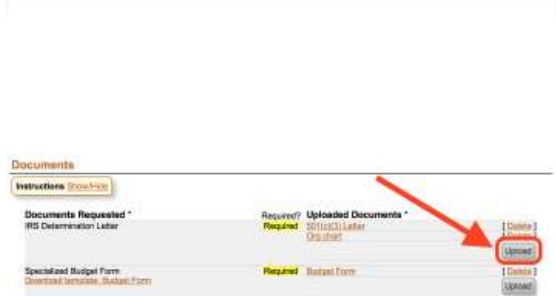 Documents
Instructions Show/Hide
Documents Requested * Required? Uploaded Documents *
IRS Determination Letter Required 501(c)(3) Letter [ Delete ]
Org chart
Upload
Specialized Budget Form Required Budget Form [ Delete ]
Download template: Budget Form
Upload